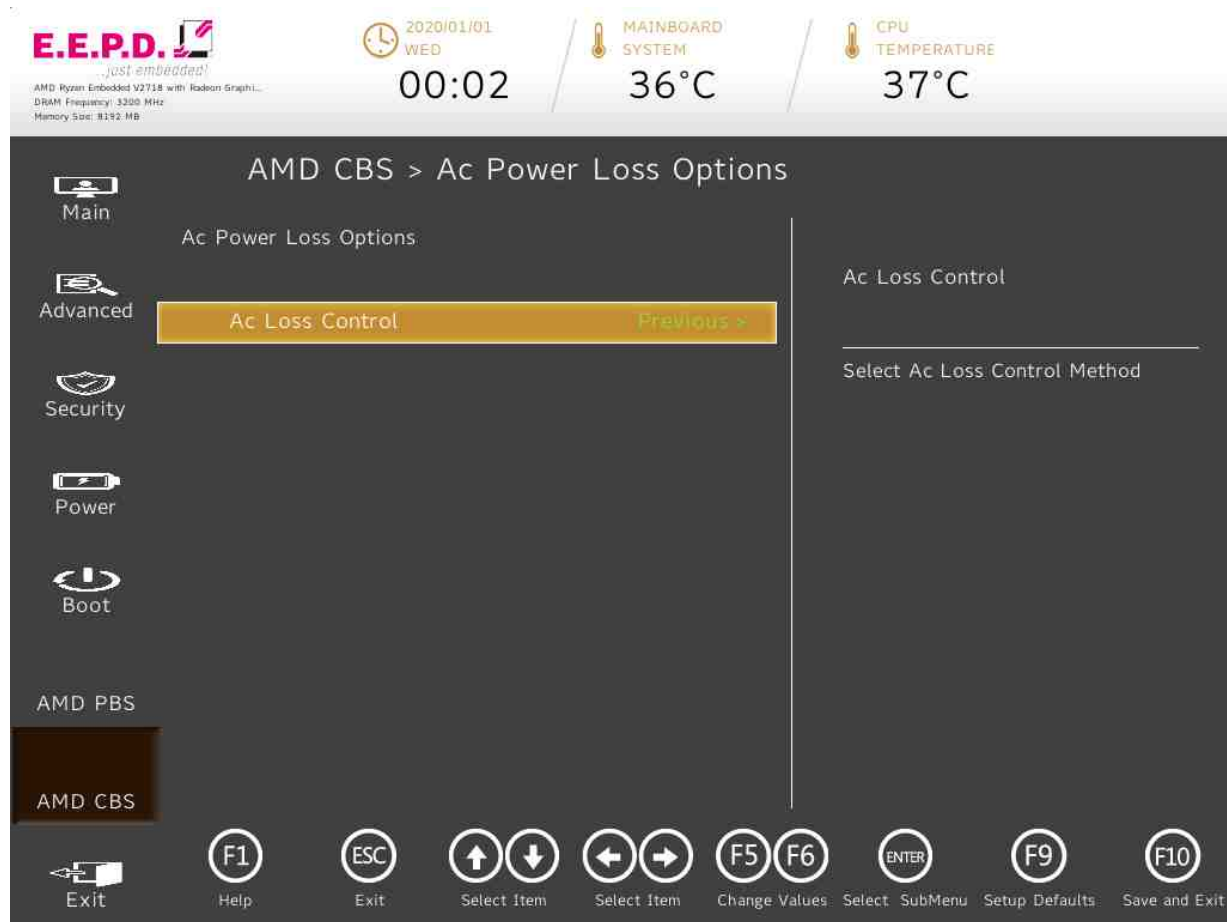 E.E.P.D.
...just embedded!
AMD Ryzen Embedded V2718 with Radeon Graphi...
DRAM Frequency: 3200 MHz
Memory Size: 8192 MB
2020/01/01
WED
00:02
MAINBOARD
SYSTEM
36°C
CPU
TEMPERATURE
37°C
AMD CBS > Ac Power Loss Options
Main
Advanced
Security
Power
Boot
AMD PBS
AMD CBS
Exit
Ac Power Loss Options
Ac Loss Control Previous >
Ac Loss Control
Select Ac Loss Control Method
F1
Help
ESC
Exit
Select Item
Select Item
F5 F6
Change Values
ENTER
Select SubMenu
F9
Setup Defaults
F10
Save and Exit